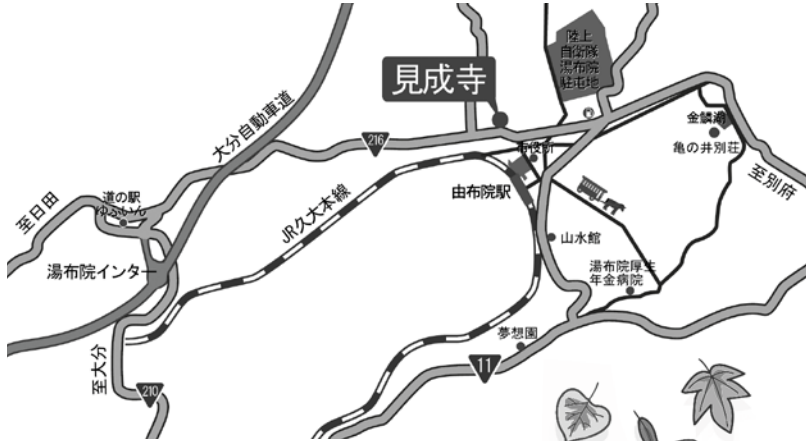 陸上
自衛隊
湯布院
駐屯地
見成寺
大分自動車道
216
金鱗湖
亀の井別荘
至別府
市役所
由布院駅
道の駅
ゆふいん
至日田
JR久大本線
山水館
湯布院インター
湯布院厚生
年金病院
夢想園
至大分
11
210